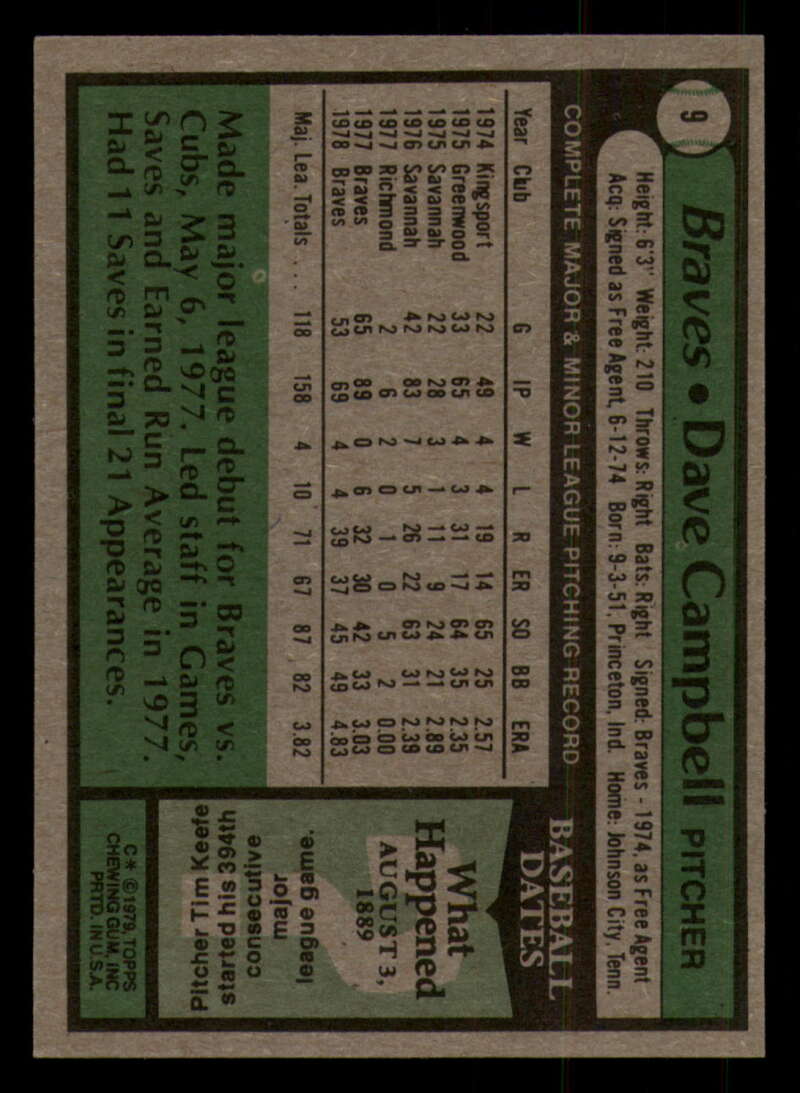 9
Braves • Dave Campbell PITCHER
Height: 6'3" Weight: 210 Throws: Right Bats: Right Signed: Braves - 1974, as Free Agent
Acq: Signed as Free Agent, 6-12-74 Born: 9-3-51, Princeton, Ind. Home: Johnson City, Tenn.
COMPLETE MAJOR & MINOR LEAGUE PITCHING RECORD
Year Club G IP W L R ER SO BB ERA
1974 Kingsport 22 49 4 4 19 14 65 25 2.57
1975 Greenwood 33 65 4 3 31 17 64 35 2.35
1975 Savannah 22 28 3 1 11 9 24 21 2.89
1976 Savannah 42 83 7 5 26 22 63 31 2.39
1977 Richmond 2 6 2 0 1 0 5 2 0.00
1977 Braves 65 89 0 6 32 30 42 33 3.03
1978 Braves 53 69 4 4 39 37 45 49 4.83
Maj. Lea. Totals . . . 118 158 4 10 71 67 87 82 3.82
Made major league debut for Braves vs.
Cubs, May 6, 1977. Led staff in Games,
Saves and Earned Run Average in 1977.
Had 11 Saves in final 21 Appearances.
BASEBALL
DATES
What
Happened
AUGUST 3,
1889
Pitcher Tim Keefe
started his 394th
consecutive
major
league game.
C* © 1979, TOPPS
CHEWING GUM, INC
PRTD. IN U.S.A.